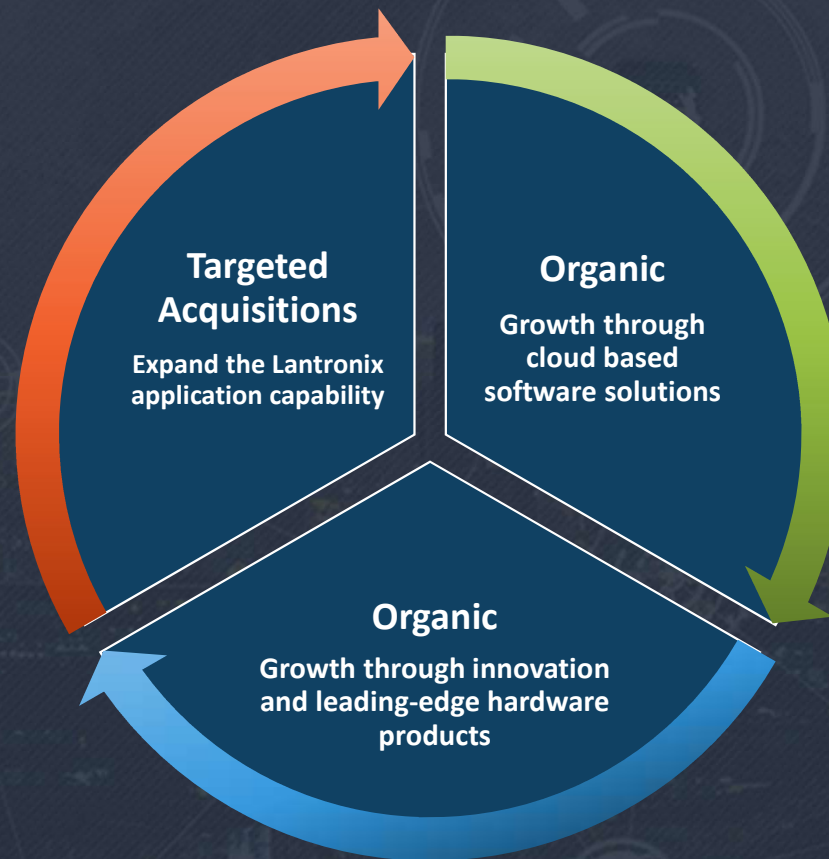 Targeted
Acquisitions
Expand the Lantronix
application capability
Organic
Growth through
cloud based
software solutions
Organic
Growth through innovation
and leading-edge hardware
products